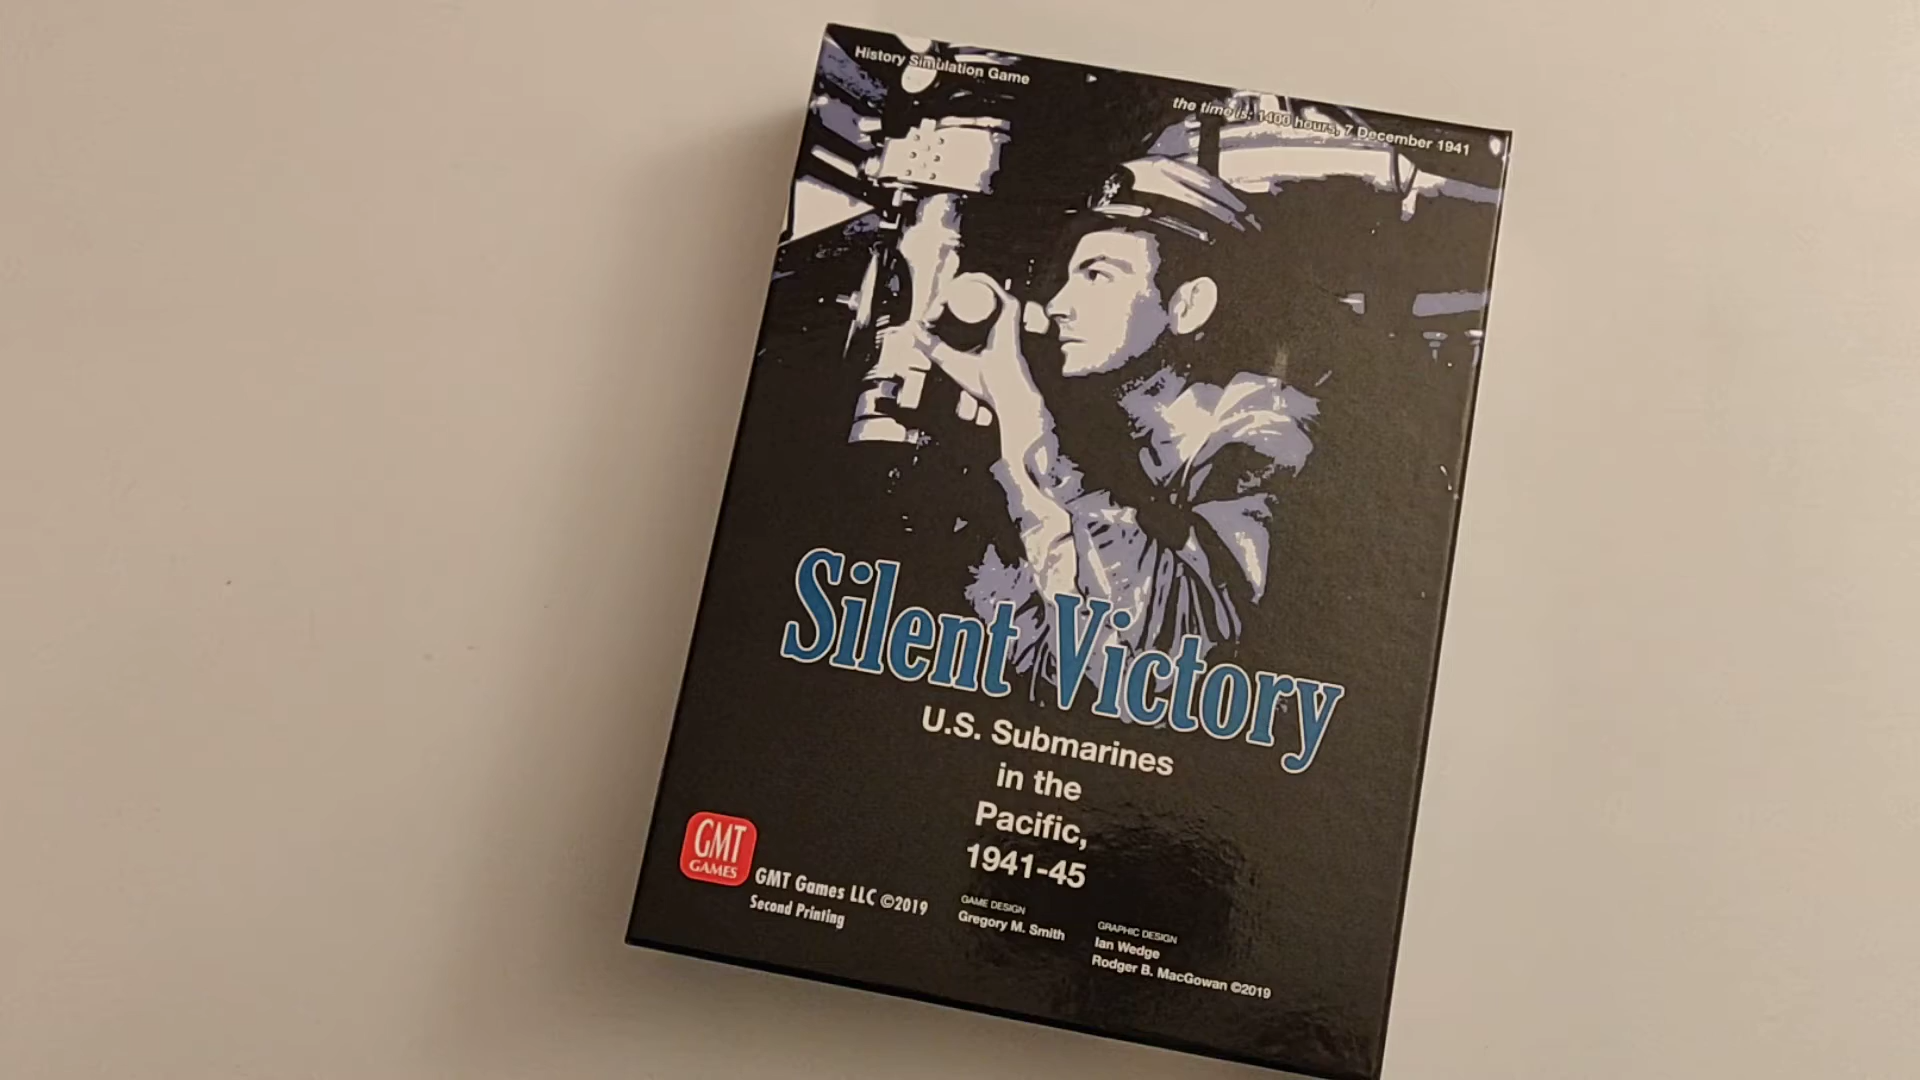 History Simulation Game
the time is: 1400 hours, 7 December 1941
Silent Victory
U.S. Submarines
in the
Pacific,
1941-45
GMT
GAMES
GMT Games LLC ©2019
Second Printing
GAME DESIGN
Gregory M. Smith
GRAPHIC DESIGN
Ian Wedge
Rodger B. MacGowan ©2019